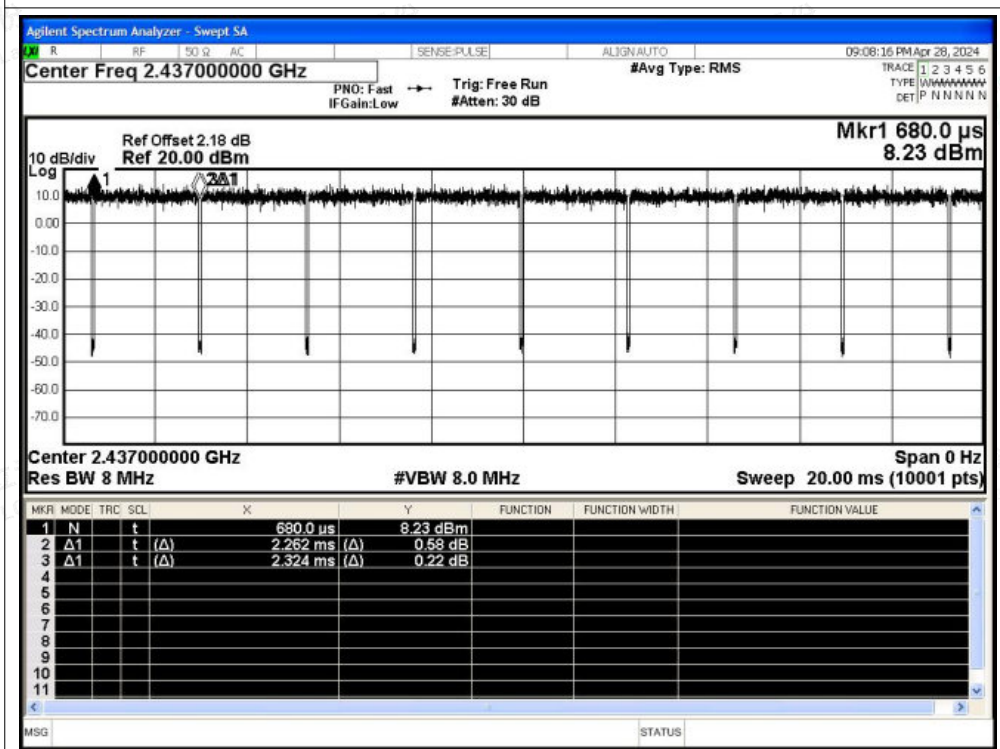 Agilent Spectrum Analyzer - Swept SA
R RF 50 Ω AC SENSE:PULSE ALIGN AUTO 09:08:16 PM Apr 28, 2024
Center Freq 2.437000000 GHz #Avg Type: RMS TRACE 1 2 3 4 5 6
PNO: Fast Trig: Free Run TYPE WWWWWW
IFGain:Low #Atten: 30 dB DET P N N N N N
Mkr1 680.0 µs
Ref Offset 2.18 dB
10 dB/div Ref 20.00 dBm 8.23 dBm
Log
1
3Δ1
10.0
0.00
-10.0
-20.0
-30.0
-40.0
-50.0
-60.0
-70.0
Center 2.437000000 GHz Span 0 Hz
Res BW 8 MHz #VBW 8.0 MHz Sweep 20.00 ms (10001 pts)
MKR MODE TRC SCL X Y FUNCTION FUNCTION WIDTH FUNCTION VALUE
1 N t 680.0 µs 8.23 dBm
2 Δ1 t (Δ) 2.262 ms (Δ) 0.58 dB
3 Δ1 t (Δ) 2.324 ms (Δ) 0.22 dB
4
5
6
7
8
9
10
11
MSG STATUS